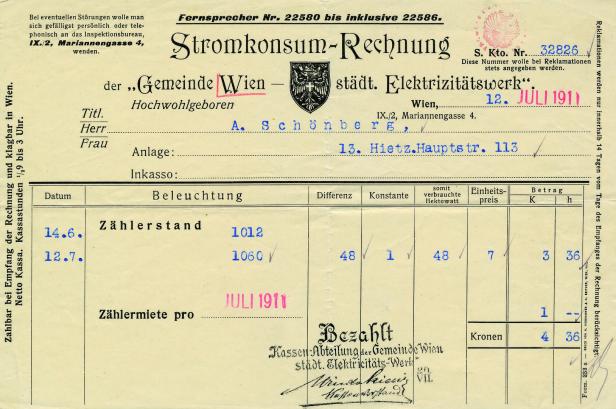 Bei eventuellen Störungen wolle man
sich gefälligst persönlich oder tele-
phonisch an das Inspektionsbureau,
IX./2, Mariannengasse 4,
wenden.
Fernsprecher Nr. 22580 bis inklusive 22586.
Stromkonsum-Rechnung
S. Kto. Nr. 32826
Diese Nummer wolle bei Reklamationen
stets angegeben werden.
der „Gemeinde Wien — städt. Elektrizitätswerk“.
Hochwohlgeboren
Wien, 12. JULI 1911
IX./2, Mariannengasse 4.
Titl.
Herr A. Schönberg,
Frau
Anlage: 13. Hietz.Hauptstr. 113
Inkasso:
Zahlbar bei Empfang der Rechnung und klagbar in Wien.
Netto Kassa. Kassastunden 1/29 bis 3 Uhr.
Reklamationen werden nur innerhalb 14 Tagen vom Tage des Empfanges der Rechnung berücksichtigt.
Datum Beleuchtung Differenz Konstante somit verbrauchte Hektowatt Einheits-preis Betrag K h
Zählerstand
14.6. 1012
12.7. 1060 48 1 48 7 3 36
Zählermiete pro JULI 1911 1 --
Kronen 4 36
Bezahlt
Kassen-Abteilung der Gemeinde Wien
städt. Elektricitäts-Werk
20.
VII.
Form. 253